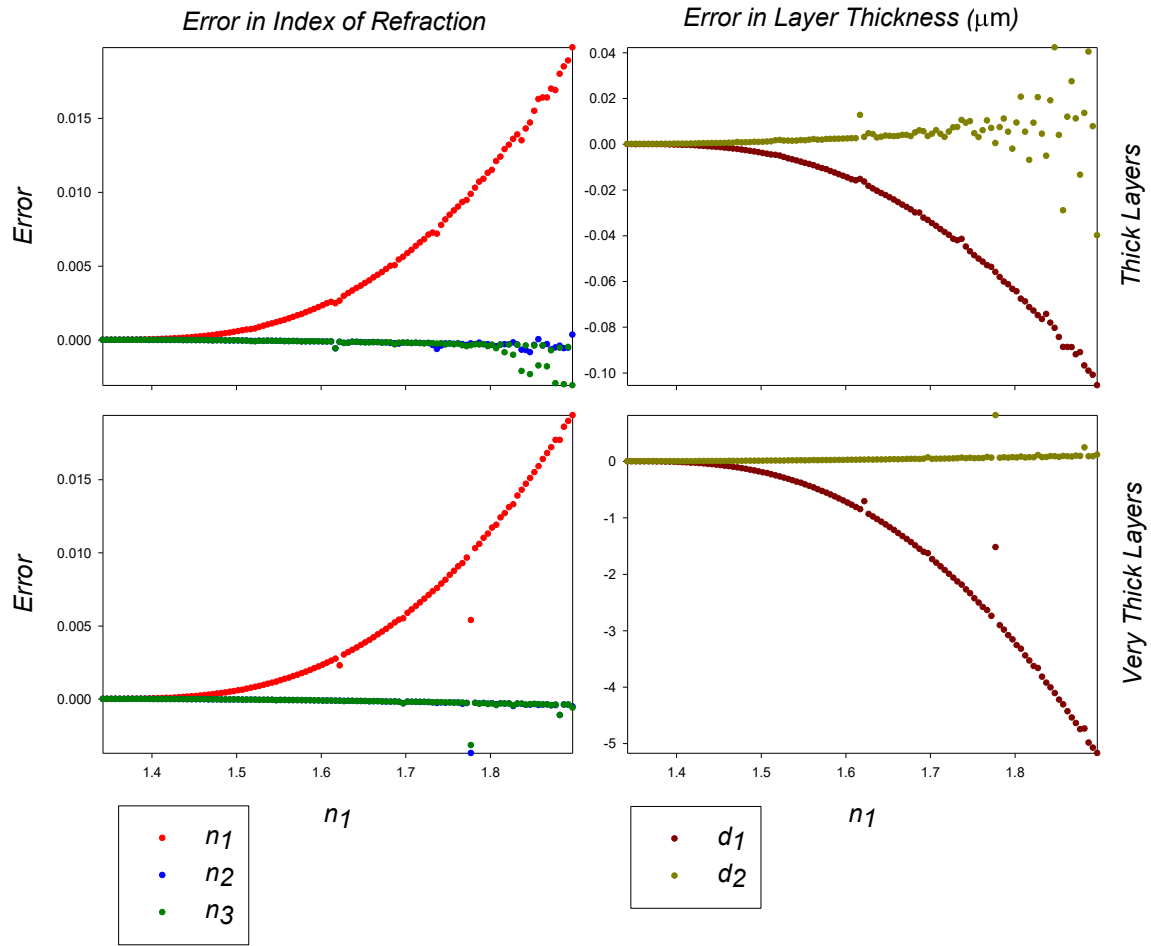 Error in Index of Refraction
Error in Layer Thickness (μm)
0.015
0.010
0.005
0.000
Error
0.04
0.02
0.00
-0.02
-0.04
-0.06
-0.08
-0.10
Thick Layers
0.015
0.010
0.005
0.000
Error
1.4 1.5 1.6 1.7 1.8
n1
0
-1
-2
-3
-4
-5
Very Thick Layers
1.4 1.5 1.6 1.7 1.8
n1
n1
n2
n3
d1
d2